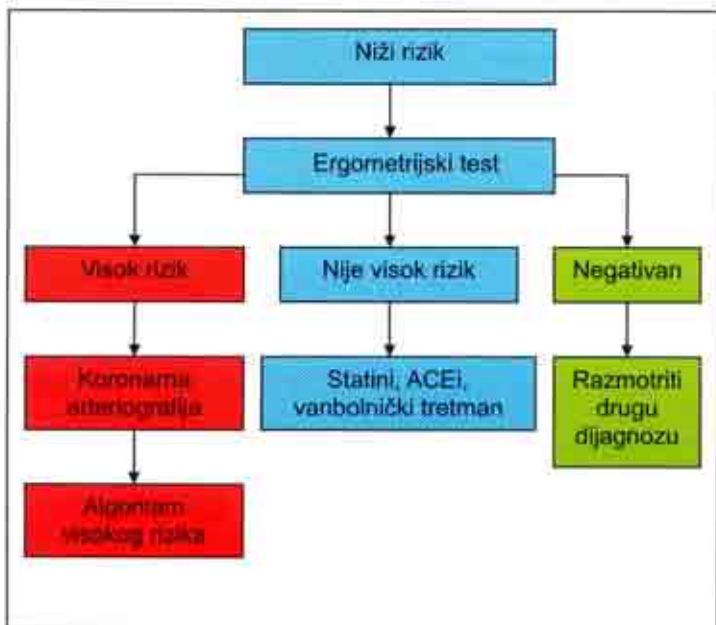 Niži rizik
Ergometrijski test
Visok rizik
Nije visok rizik
Negativan
Koronarna
arteriografija
Statini, ACEi,
vanbolnički tretman
Razmotriti
drugu
dijagnozu
Algoritam
visokog rizika